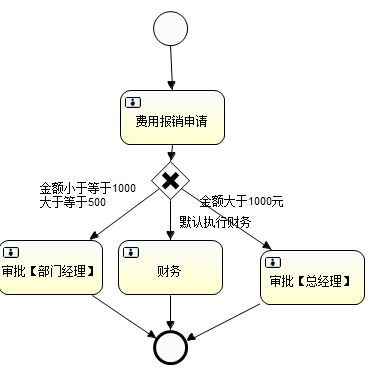 费用报销申请
金额小于等于1000
大于等于500
金额大于1000元
默认执行财务
审批【部门经理】
财务
审批【总经理】